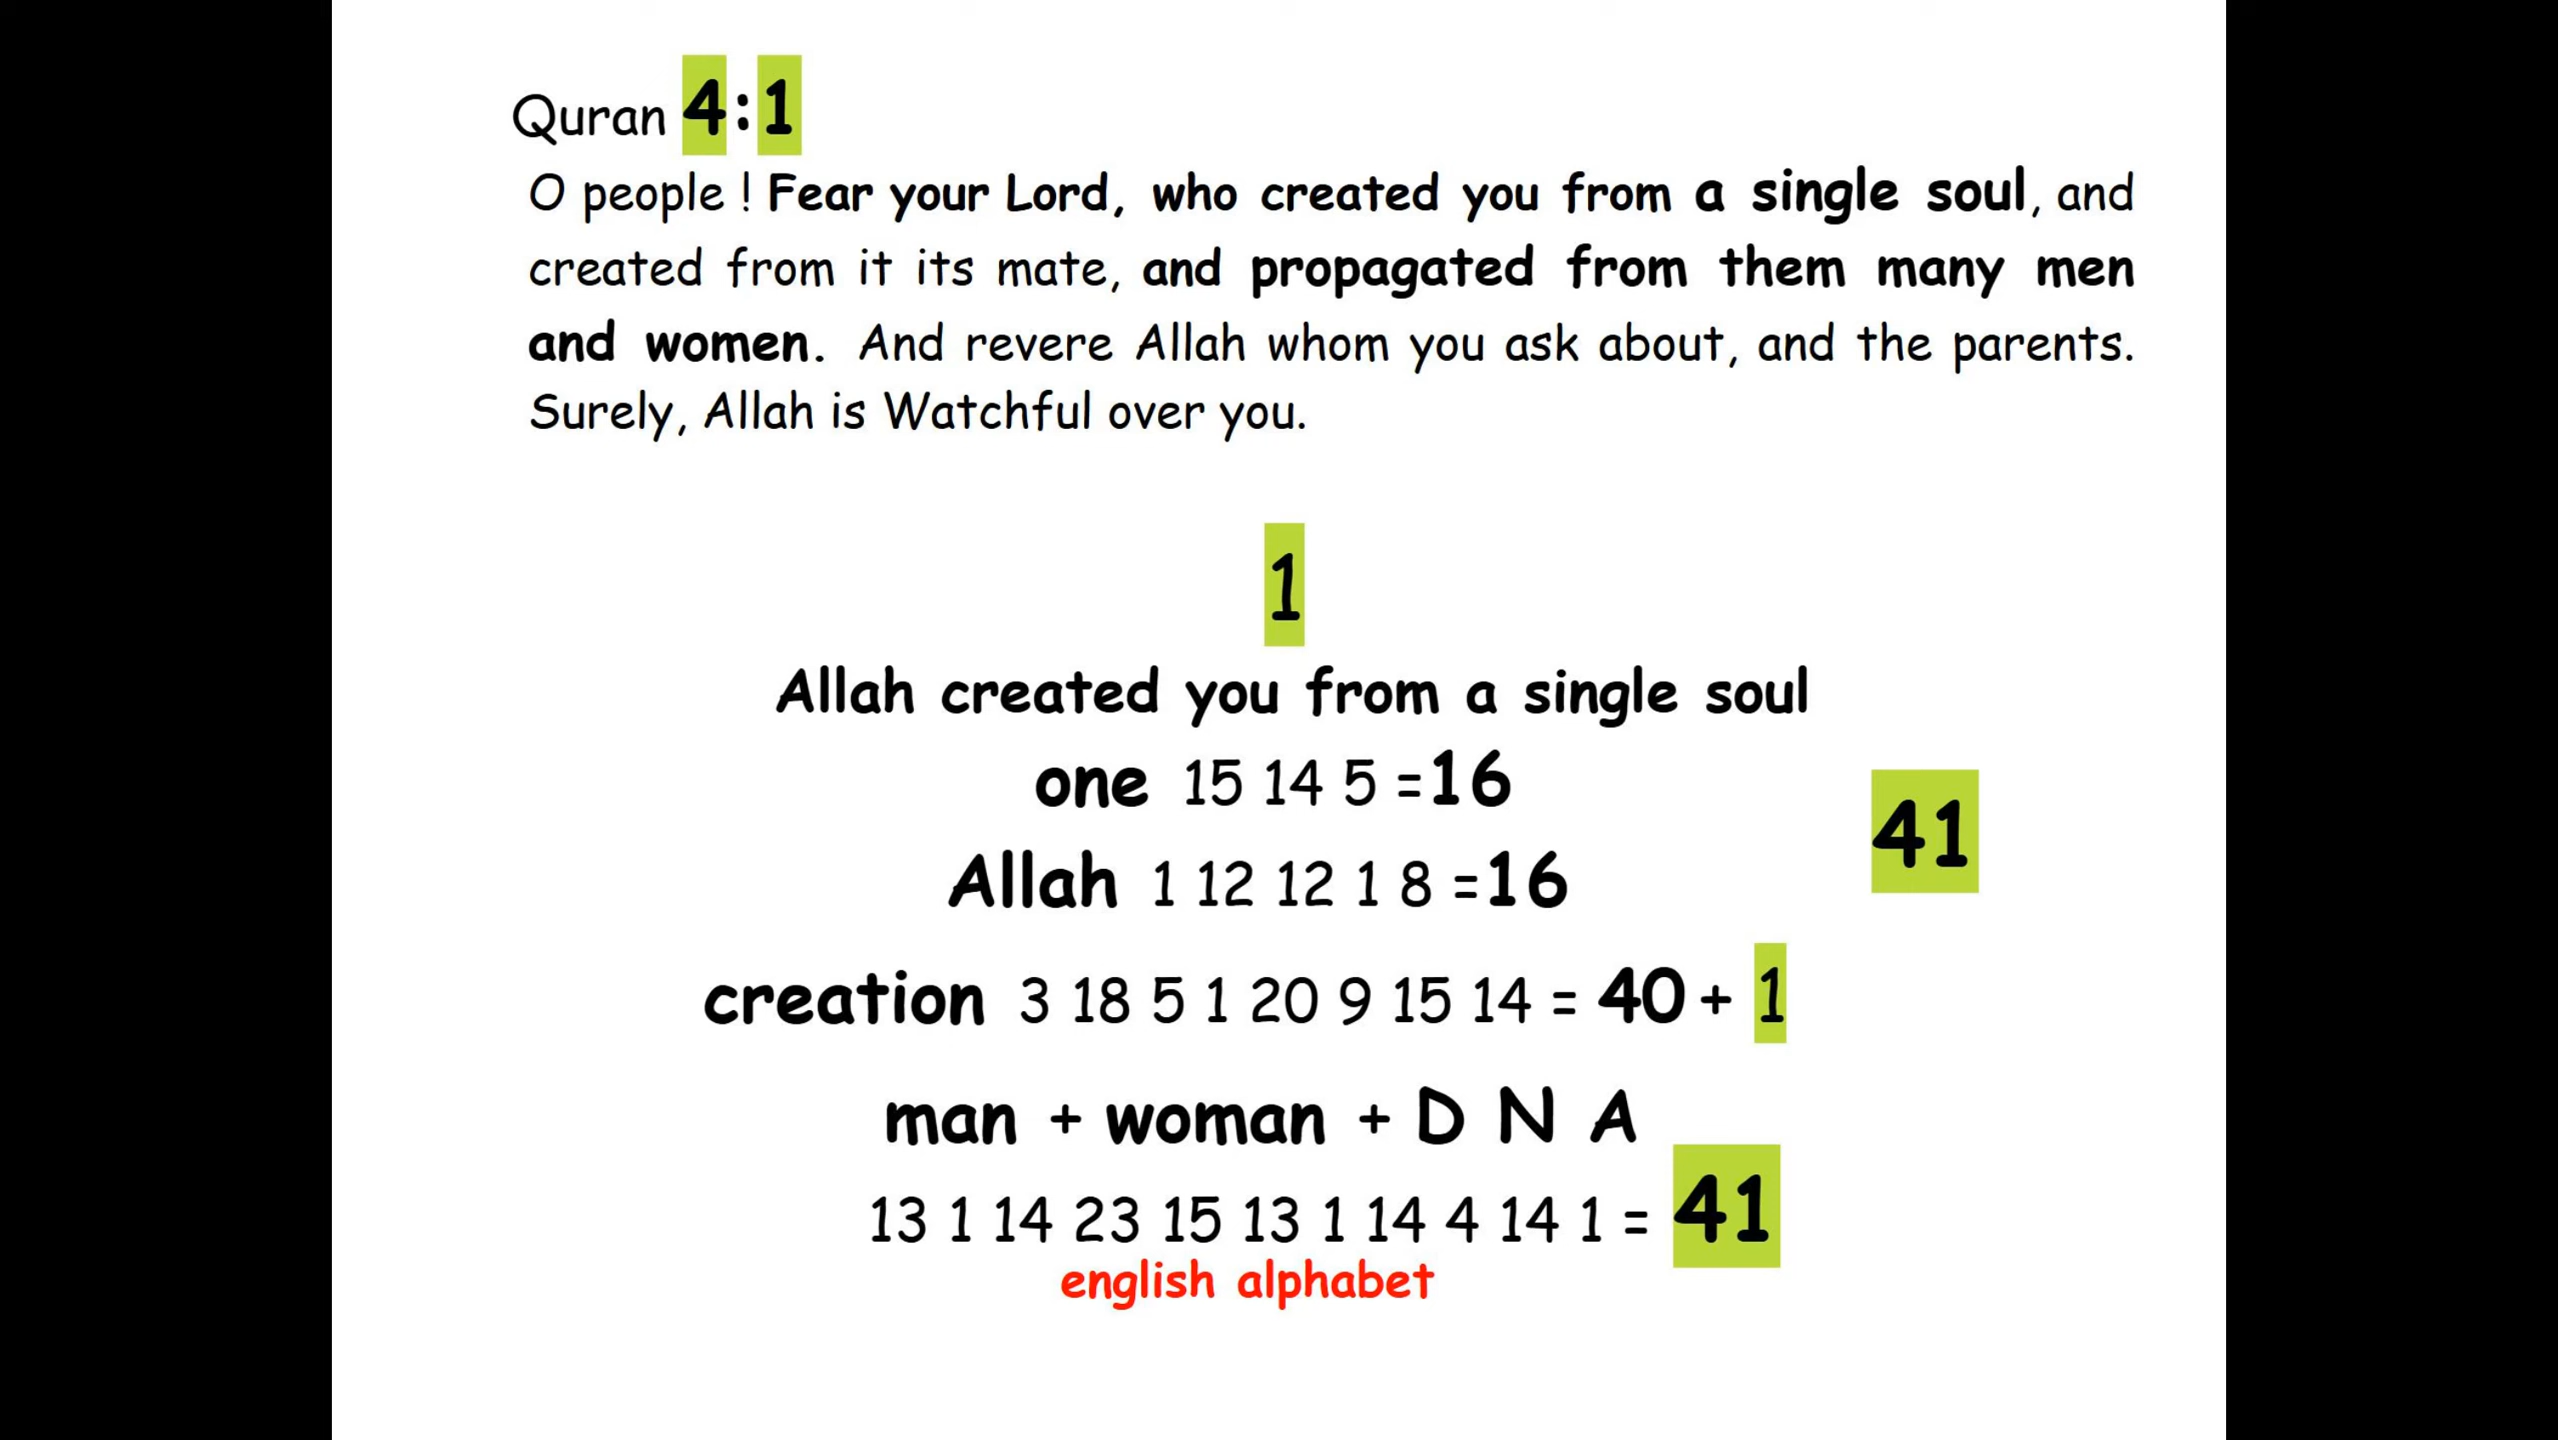 Quran 4:1
O people ! Fear your Lord, who created you from a single soul, and
created from it its mate, and propagated from them many men
and women. And revere Allah whom you ask about, and the parents.
Surely, Allah is Watchful over you.
1
Allah created you from a single soul
one 15 14 5 =16
41
Allah 1 12 12 1 8 =16
creation 3 18 5 1 20 9 15 14 = 40 + 1
man + woman + D N A
13 1 14 23 15 13 1 14 4 14 1 = 41
english alphabet